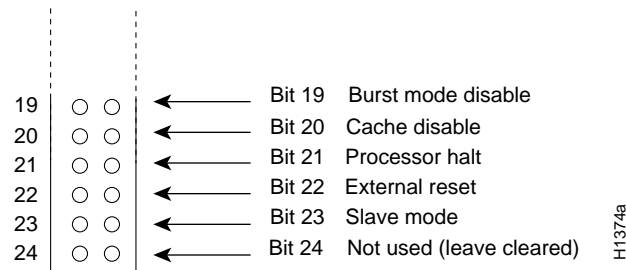 19 Bit 19 Burst mode disable
20 Bit 20 Cache disable
21 Bit 21 Processor halt
22 Bit 22 External reset
23 Bit 23 Slave mode
24 Bit 24 Not used (leave cleared)
H1374a